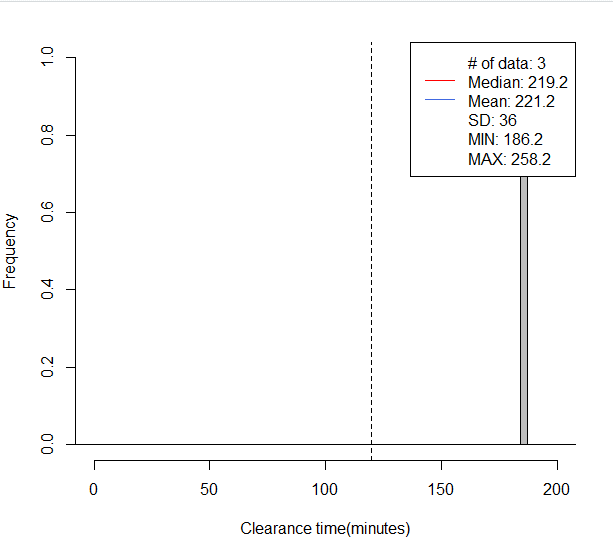 # of data: 3
Median: 219.2
Mean: 221.2
SD: 36
MIN: 186.2
MAX: 258.2
1.0
0.8
0.6
0.4
0.2
0.0
Frequency
0 50 100 150 200
Clearance time(minutes)